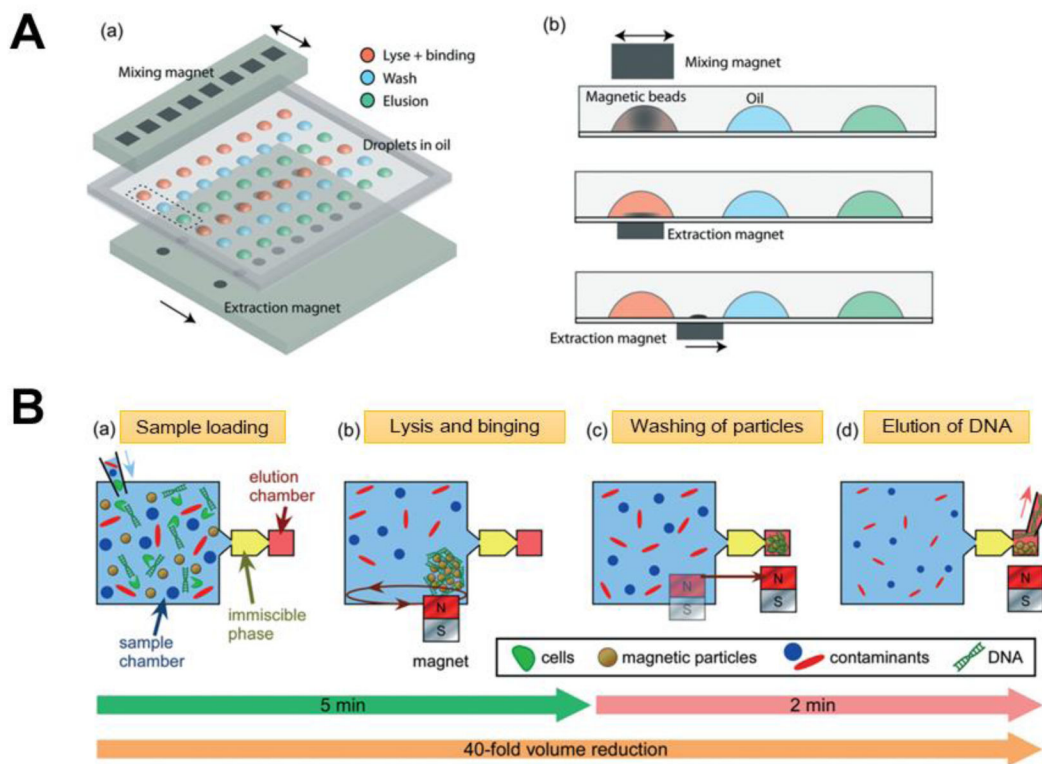 A
(a)
Mixing magnet
Lyse + binding
Wash
Elusion
Droplets in oil
Extraction magnet
(b)
Mixing magnet
Magnetic beads
Oil
Extraction magnet
Extraction magnet
B
(a) Sample loading
(b) Lysis and binging
(c) Washing of particles
(d) Elution of DNA
elution
chamber
immiscible
phase
sample
chamber
N
S
magnet
N
S
N
S
N
S
cells
magnetic particles
contaminants
DNA
5 min
2 min
40-fold volume reduction